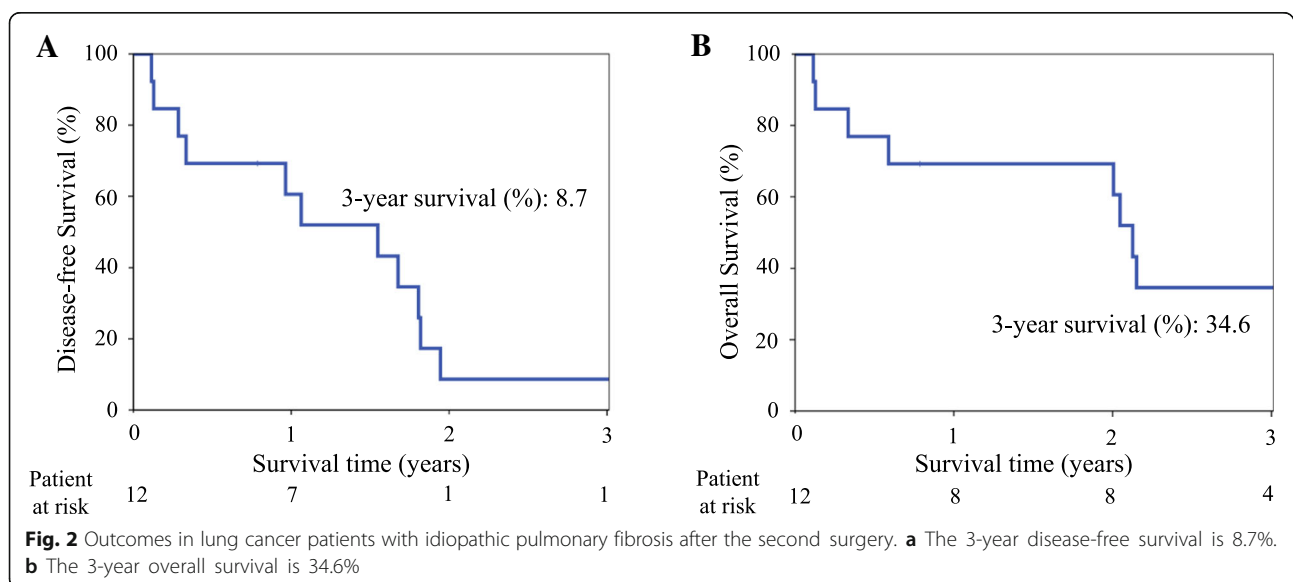 A
100
80
60
40
20
0
Disease-free Survival (%)
3-year survival (%): 8.7
0 1 2 3
Survival time (years)
Patient
at risk
12 7 1 1
B
100
80
60
40
20
0
Overall Survival (%)
3-year survival (%): 34.6
0 1 2 3
Survival time (years)
Patient
at risk
12 8 8 4
Fig. 2 Outcomes in lung cancer patients with idiopathic pulmonary fibrosis after the second surgery. a The 3-year disease-free survival is 8.7%.
b The 3-year overall survival is 34.6%